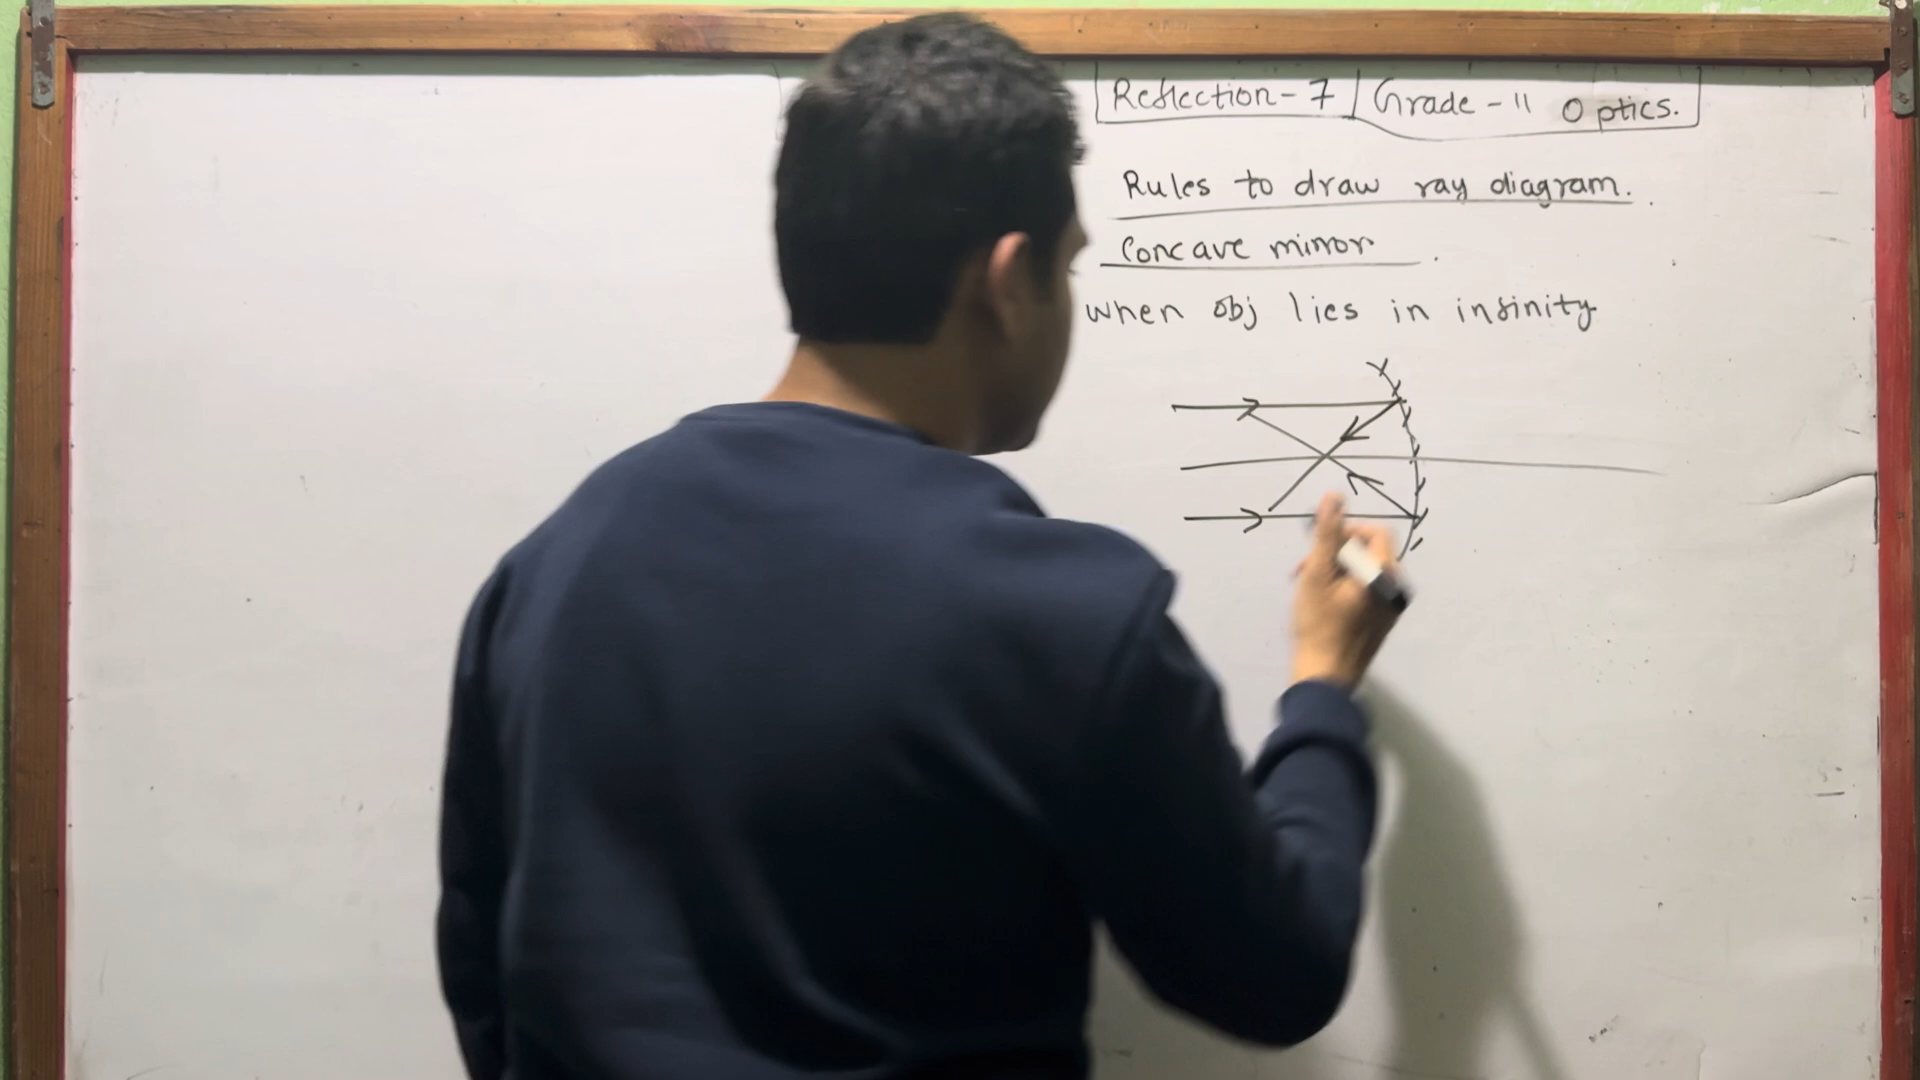 Reflection - 7 | Grade - 11 Optics.
Rules to draw ray diagram.
Concave mirror.
when obj lies in infinity